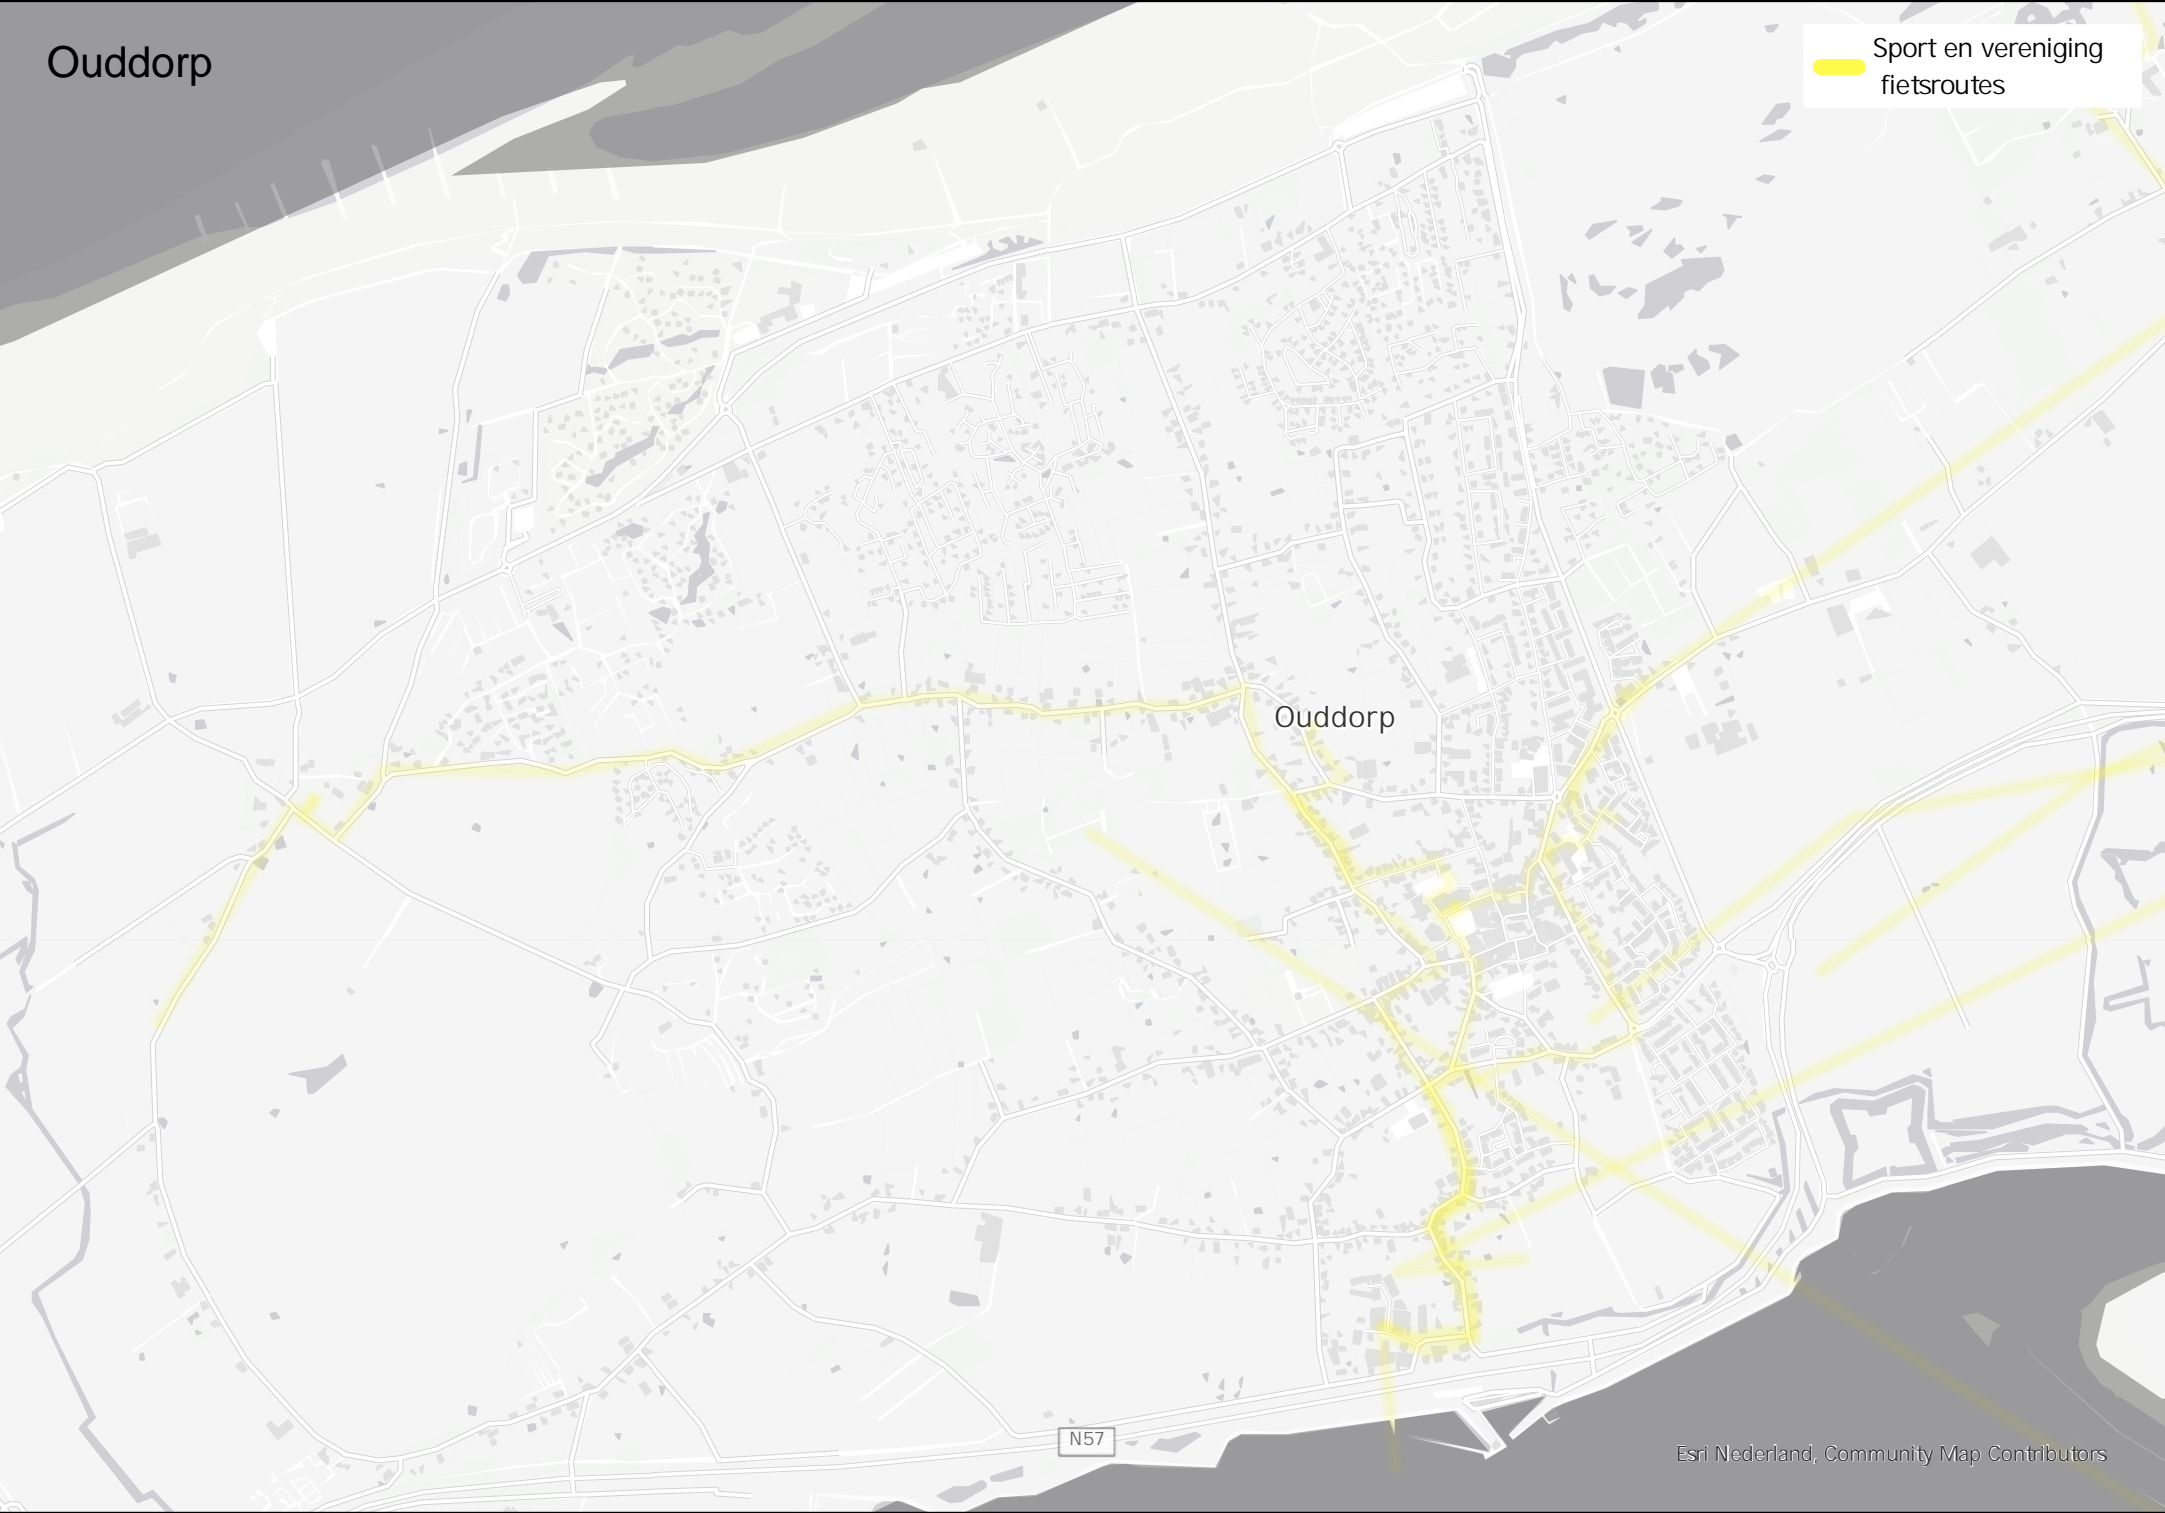 Ouddorp
Sport en vereniging
fietsroutes
Ouddorp
N57
Esri Nederland, Community Map Contributors